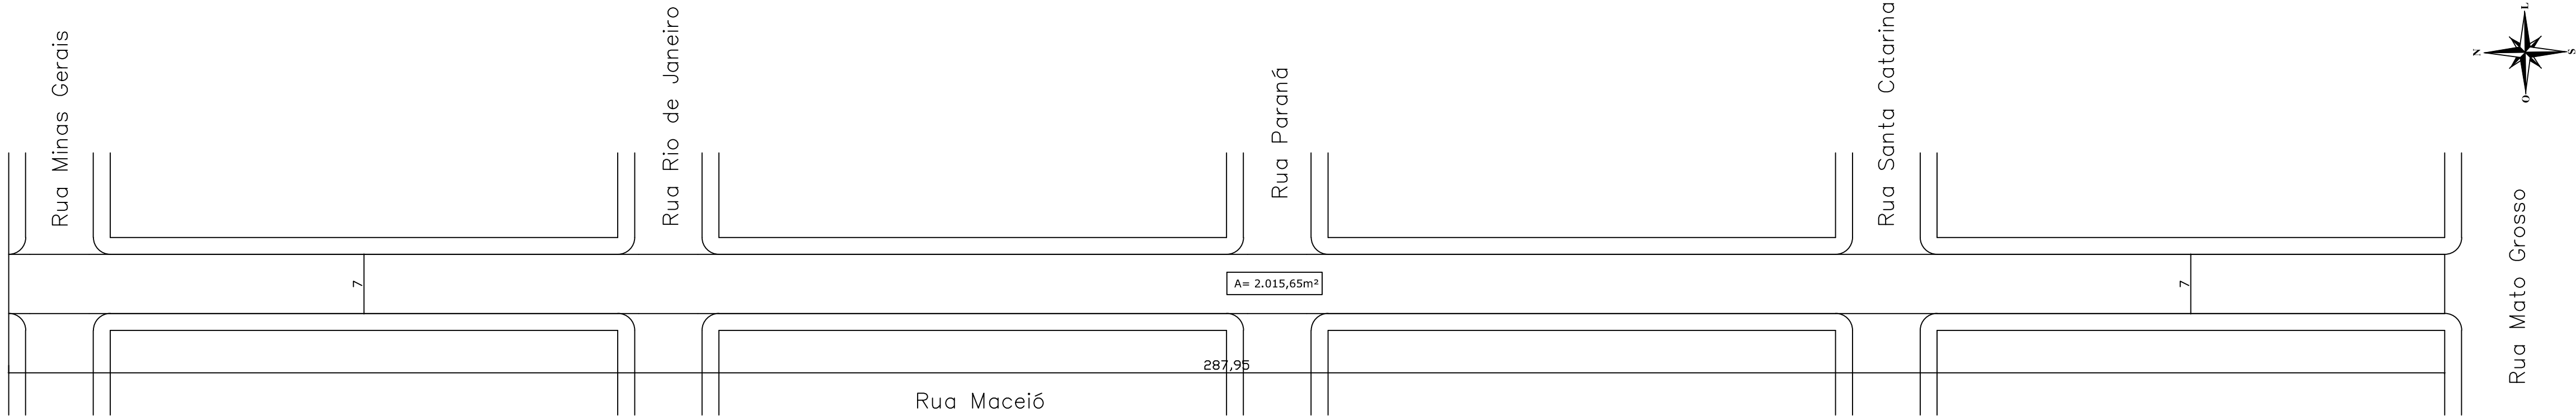 Rua Minas Gerais
Rua Rio de Janeiro
Rua Paraná
Rua Santa Catarina
L
N
S
O
Rua Mato Grosso
7
A= 2.015,65m²
7
287,95
Rua Maceió